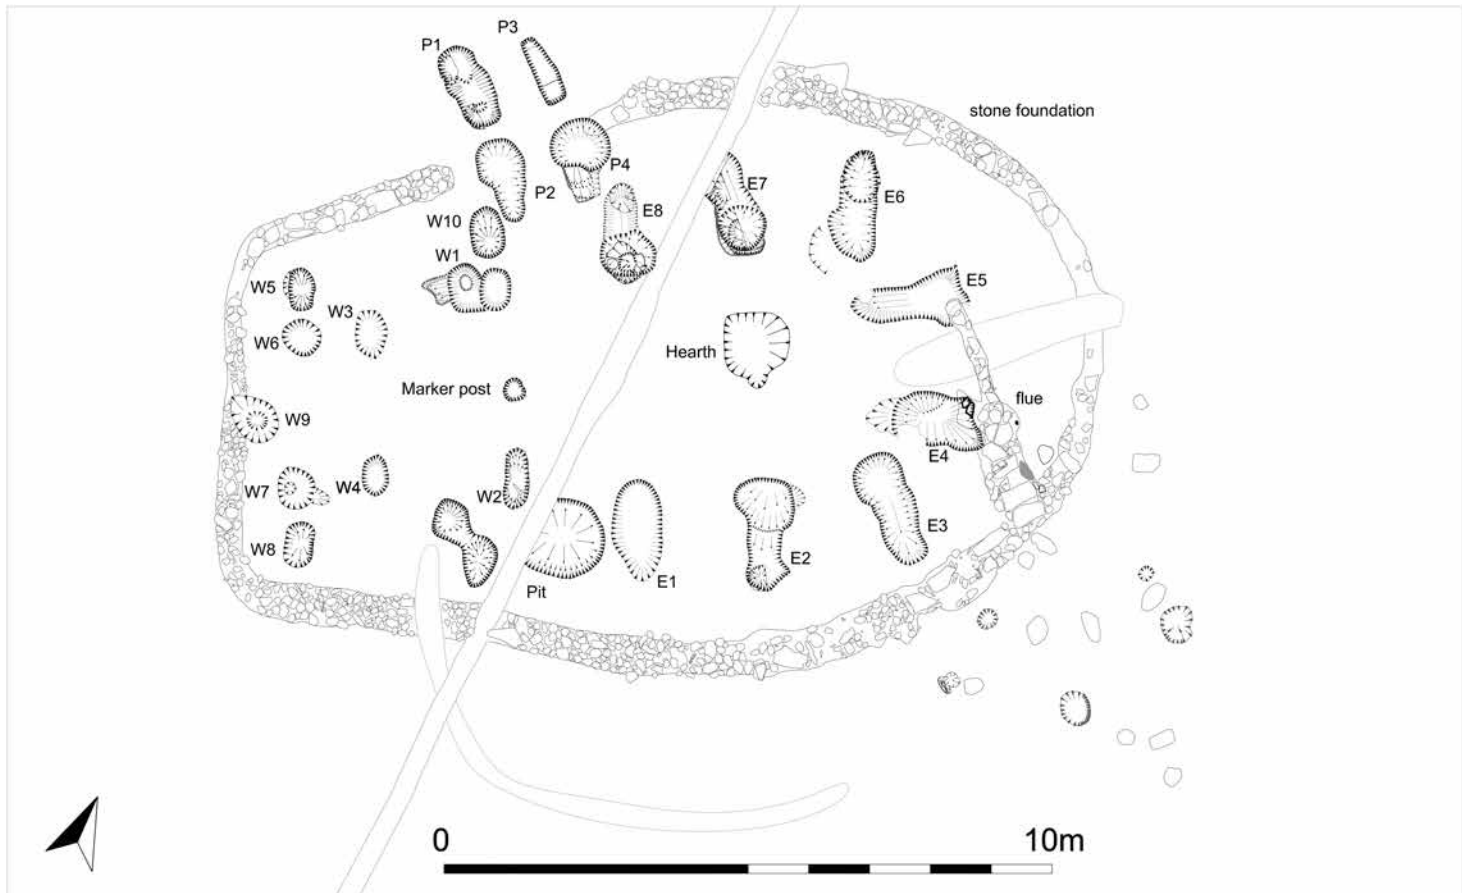 P3
P1
stone foundation
P4
E7
P2
E6
E8
W10
W1
E5
W5
W3
W6
Hearth
Marker post
flue
W9
E4
W4
W7
W2
E3
W8
E2
E1
Pit
0 10m